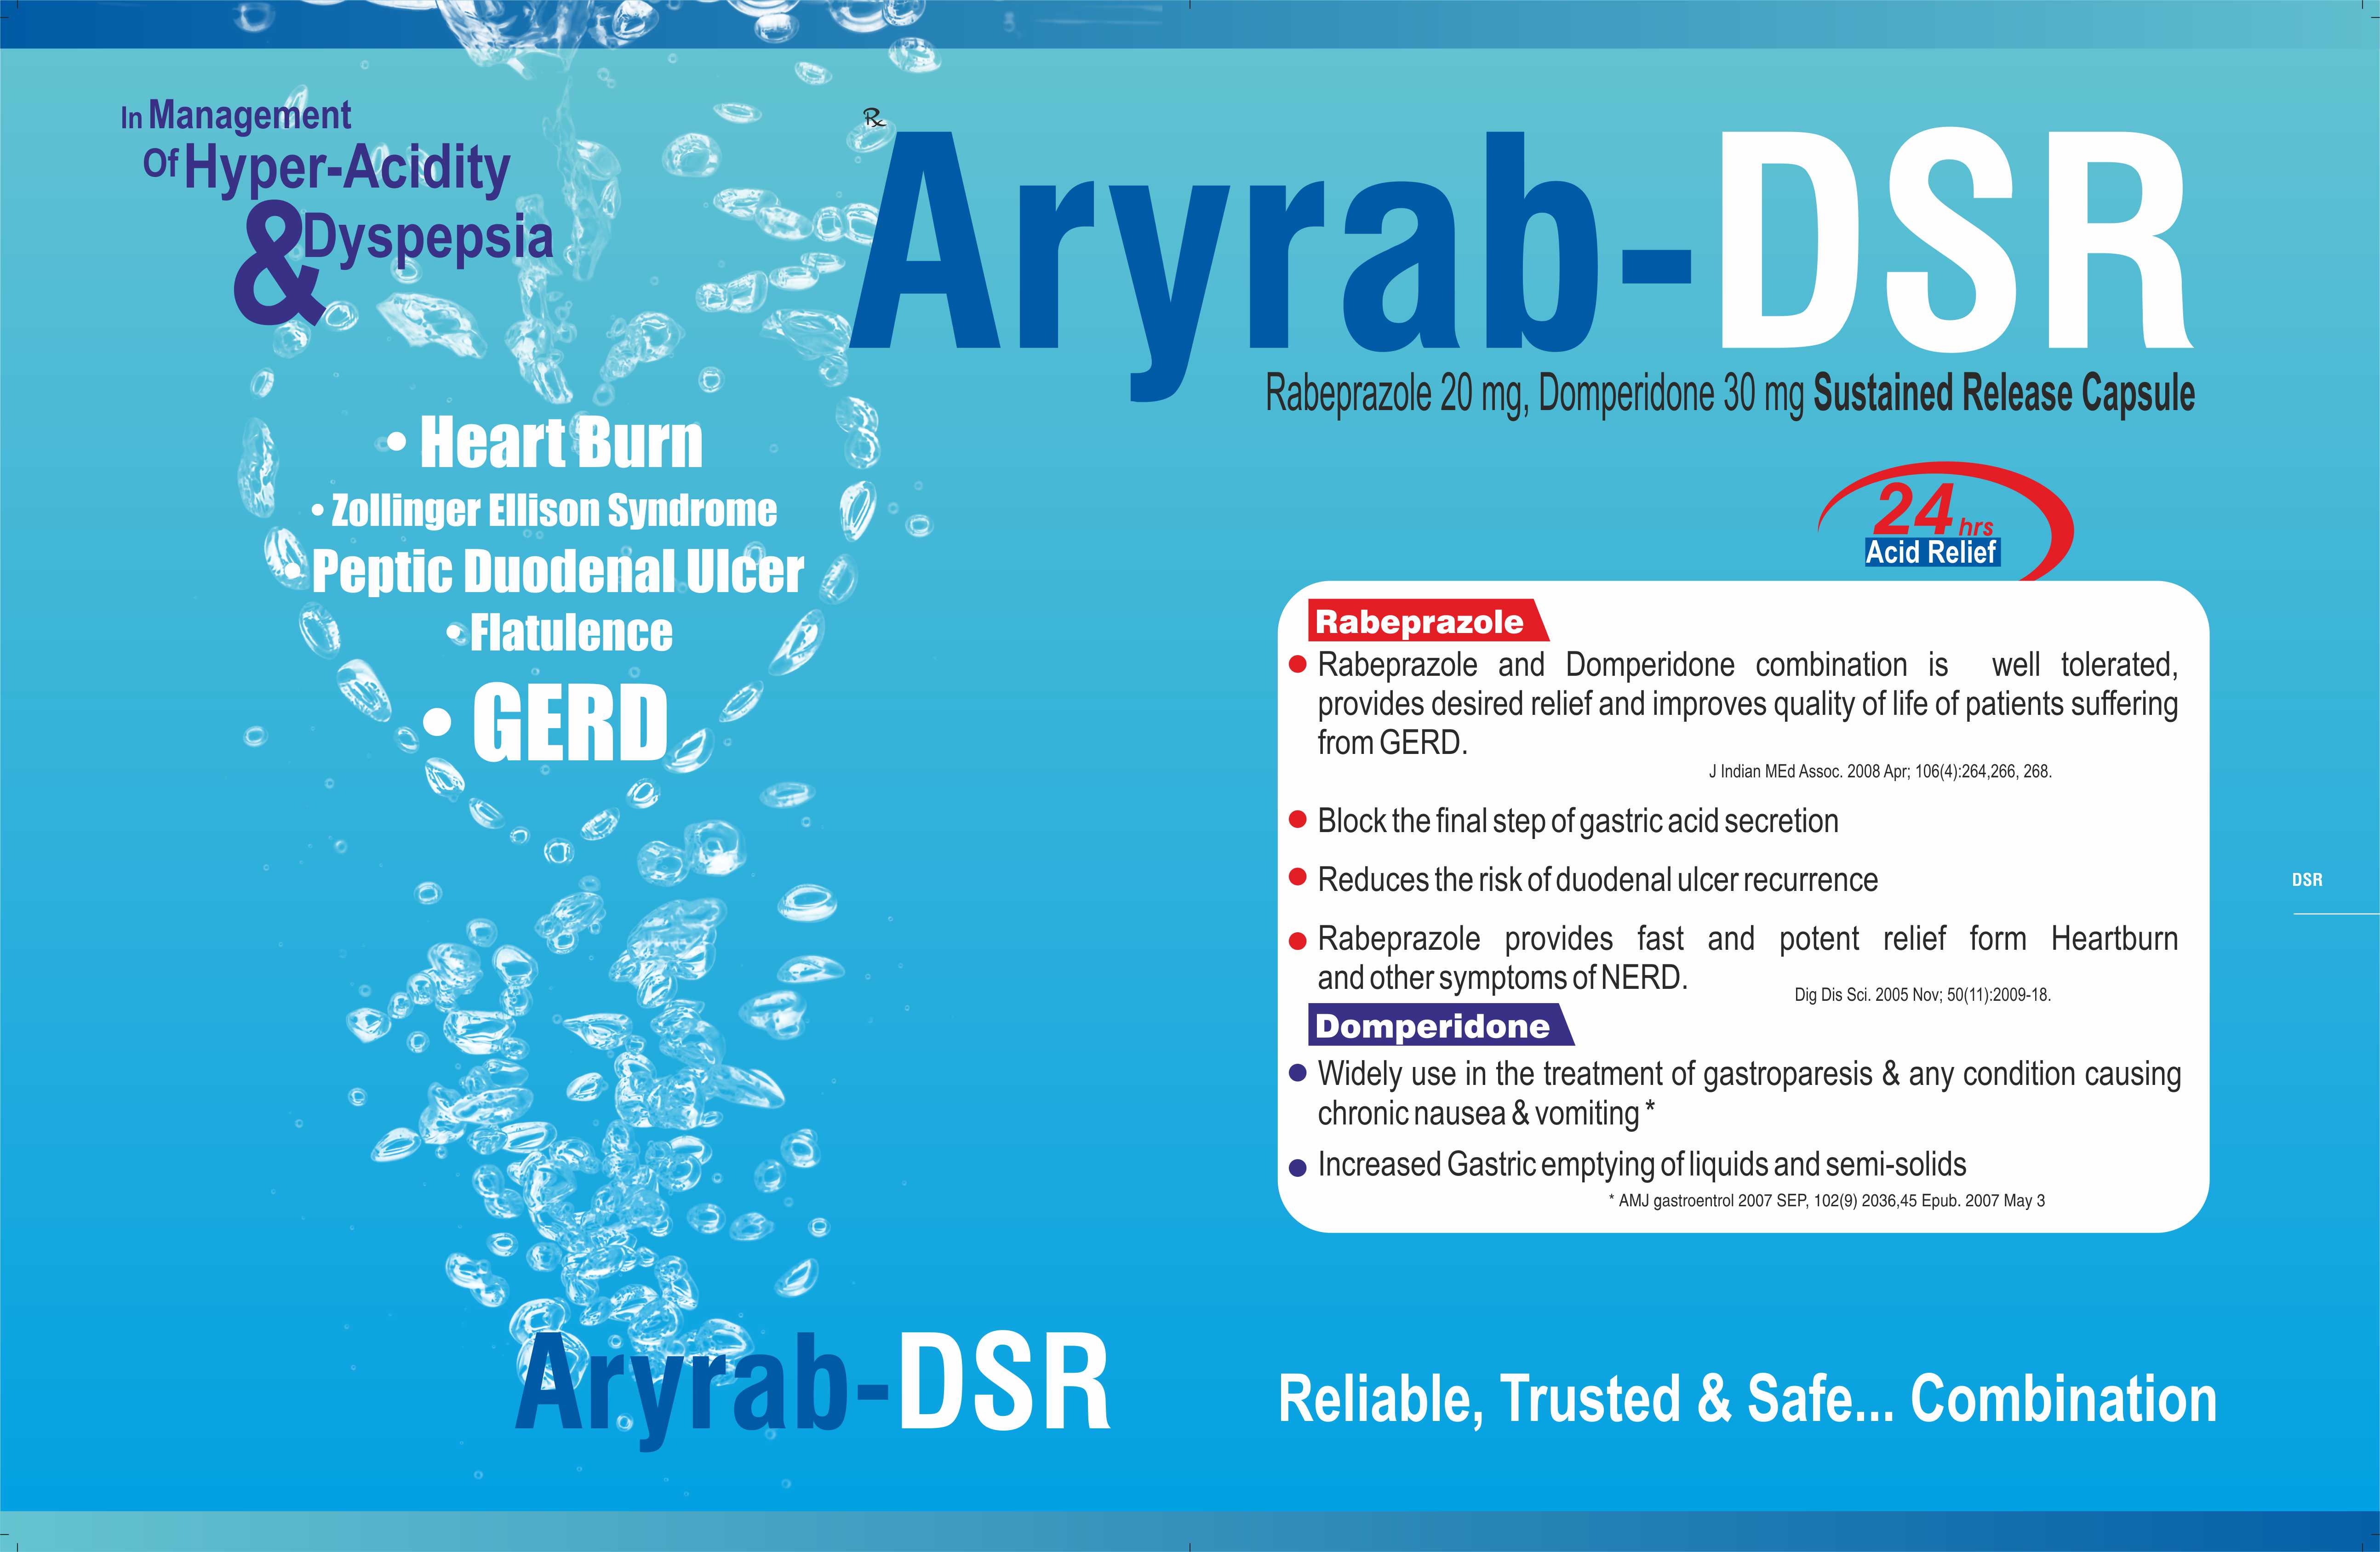 In Management
Of Hyper-Acidity
& Dyspepsia
• Heart Burn
• Zollinger Ellison Syndrome
• Peptic Duodenal Ulcer
• Flatulence
• GERD
Aryrab-DSR
Rx
Aryrab-DSR
Rabeprazole 20 mg, Domperidone 30 mg Sustained Release Capsule
24 hrs
Acid Relief
Rabeprazole
• Rabeprazole and Domperidone combination is well tolerated,
provides desired relief and improves quality of life of patients suffering
from GERD.
J Indian MEd Assoc. 2008 Apr; 106(4):264,266, 268.
• Block the final step of gastric acid secretion
• Reduces the risk of duodenal ulcer recurrence
• Rabeprazole provides fast and potent relief form Heartburn
and other symptoms of NERD.
Dig Dis Sci. 2005 Nov; 50(11):2009-18.
Domperidone
• Widely use in the treatment of gastroparesis & any condition causing
chronic nausea & vomiting *
• Increased Gastric emptying of liquids and semi-solids
* AMJ gastroentrol 2007 SEP, 102(9) 2036,45 Epub. 2007 May 3
Reliable, Trusted & Safe... Combination
DSR